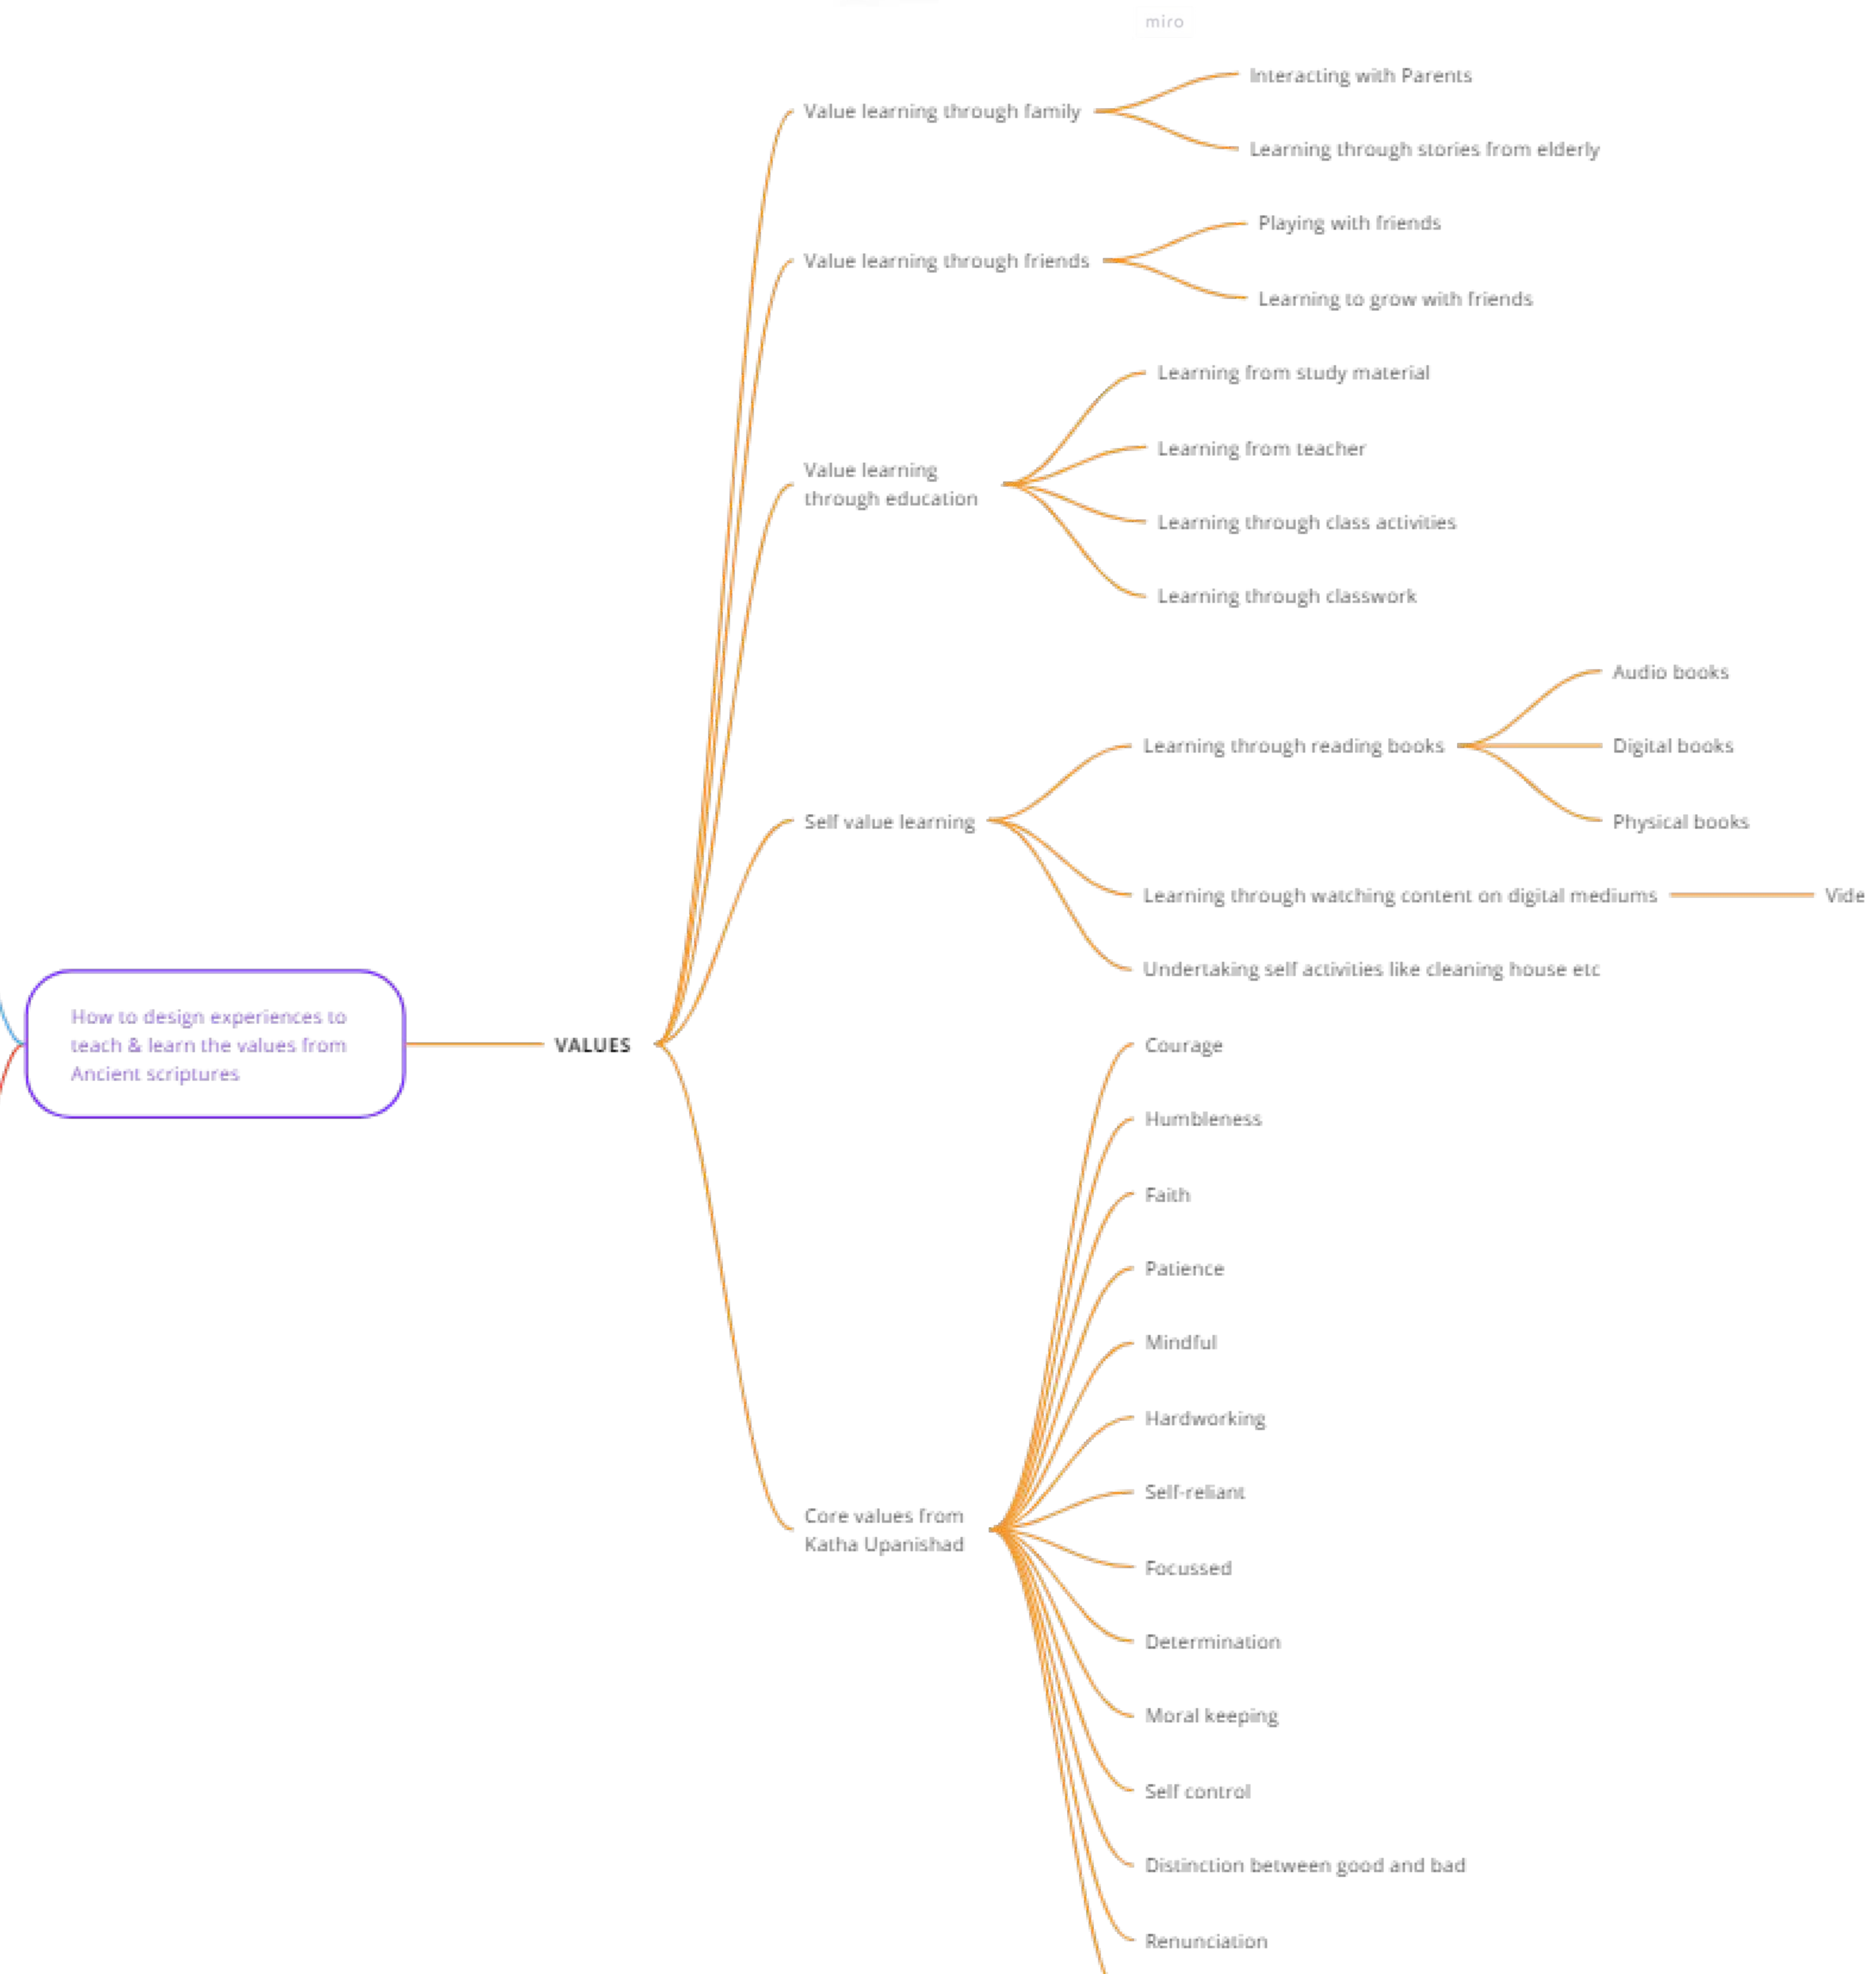 miro
Interacting with Parents
Value learning through family
Learning through stories from elderly
Playing with friends
Value learning through friends
Learning to grow with friends
Learning from study material
Learning from teacher
Value learning
through education
Learning through class activities
Learning through classwork
Audio books
Learning through reading books
Digital books
Self value learning
Physical books
Learning through watching content on digital mediums
Vide
Undertaking self activities like cleaning house etc
How to design experiences to
teach & learn the values from
Ancient scriptures
VALUES
Courage
Humbleness
Faith
Patience
Mindful
Hardworking
Self-reliant
Core values from
Katha Upanishad
Focussed
Determination
Moral keeping
Self control
Distinction between good and bad
Renunciation